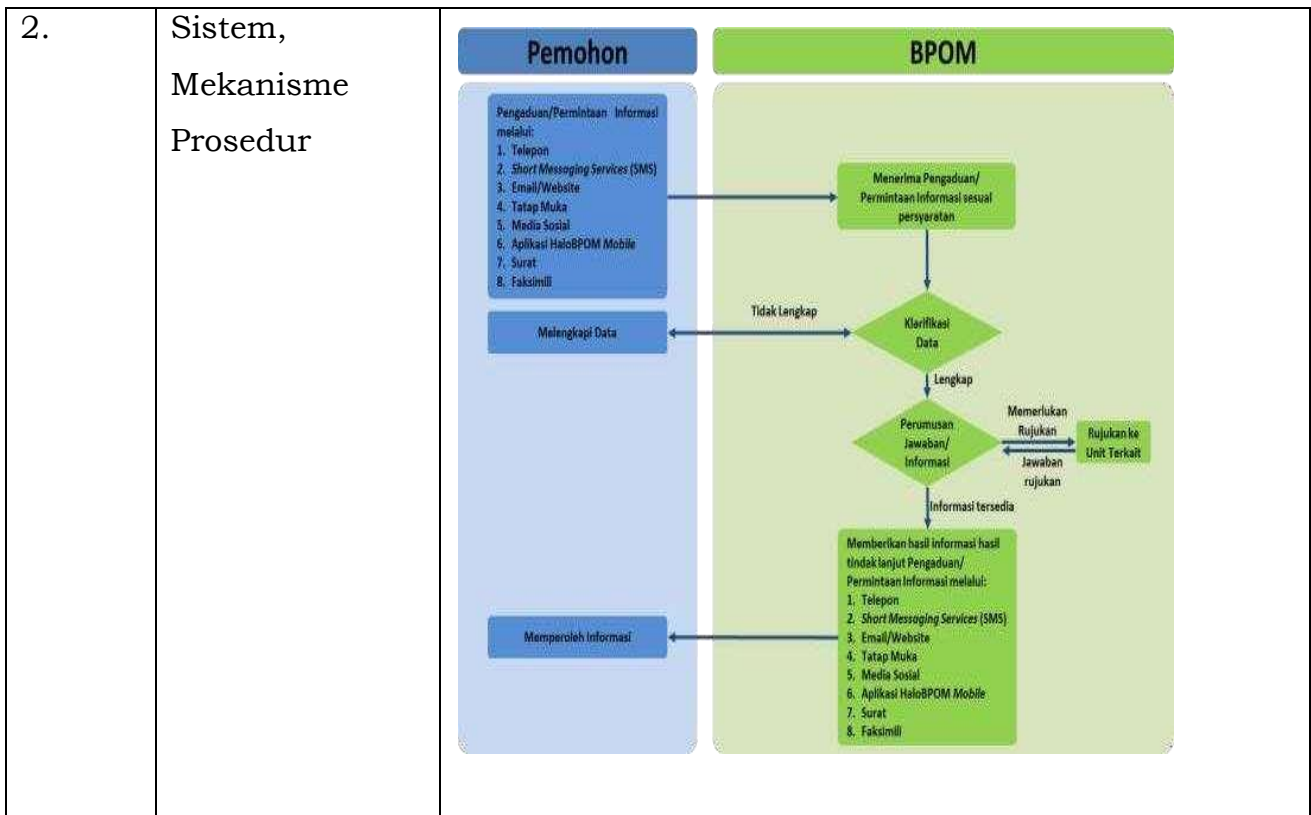 2.
Sistem,
Mekanisme
Prosedur
Pemohon
BPOM
Pengaduan/Permintaan Informasi
melalui:
1. Telepon
2. Short Messaging Services (SMS)
3. Email/Website
4. Tatap Muka
5. Media Sosial
6. Aplikasi HaloBPOM Mobile
7. Surat
8. Faksimili
Menerima Pengaduan/
Permintaan Informasi sesuai
persyaratan
Tidak Lengkap
Melengkapi Data
Klarifikasi
Data
Lengkap
Perumusan
Jawaban/
Informasi
Memerlukan
Rujukan
Jawaban
rujukan
Rujukan ke
Unit Terkait
Informasi tersedia
Memberikan hasil informasi hasil
tindak lanjut Pengaduan/
Permintaan Informasi melalui:
1. Telepon
2. Short Messaging Services (SMS)
3. Email/Website
4. Tatap Muka
5. Media Sosial
6. Aplikasi HaloBPOM Mobile
7. Surat
8. Faksimili
Memperoleh Informasi